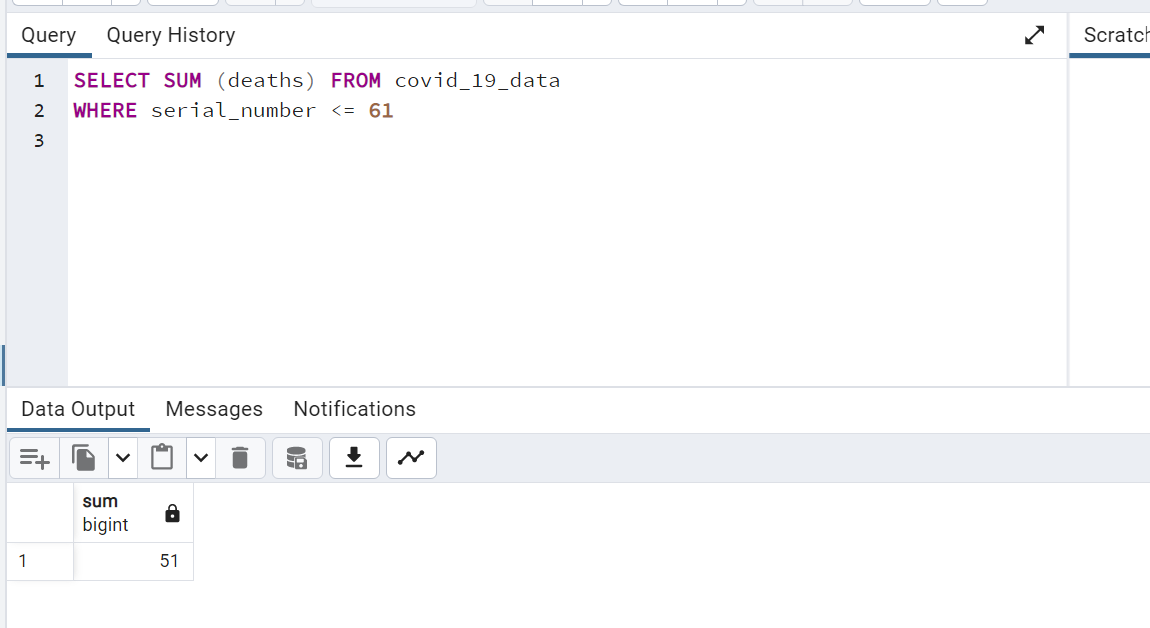 Query Query History
1 SELECT SUM (deaths) FROM covid_19_data
2 WHERE serial_number <= 61
3
Data Output Messages Notifications
sum
bigint
1 51